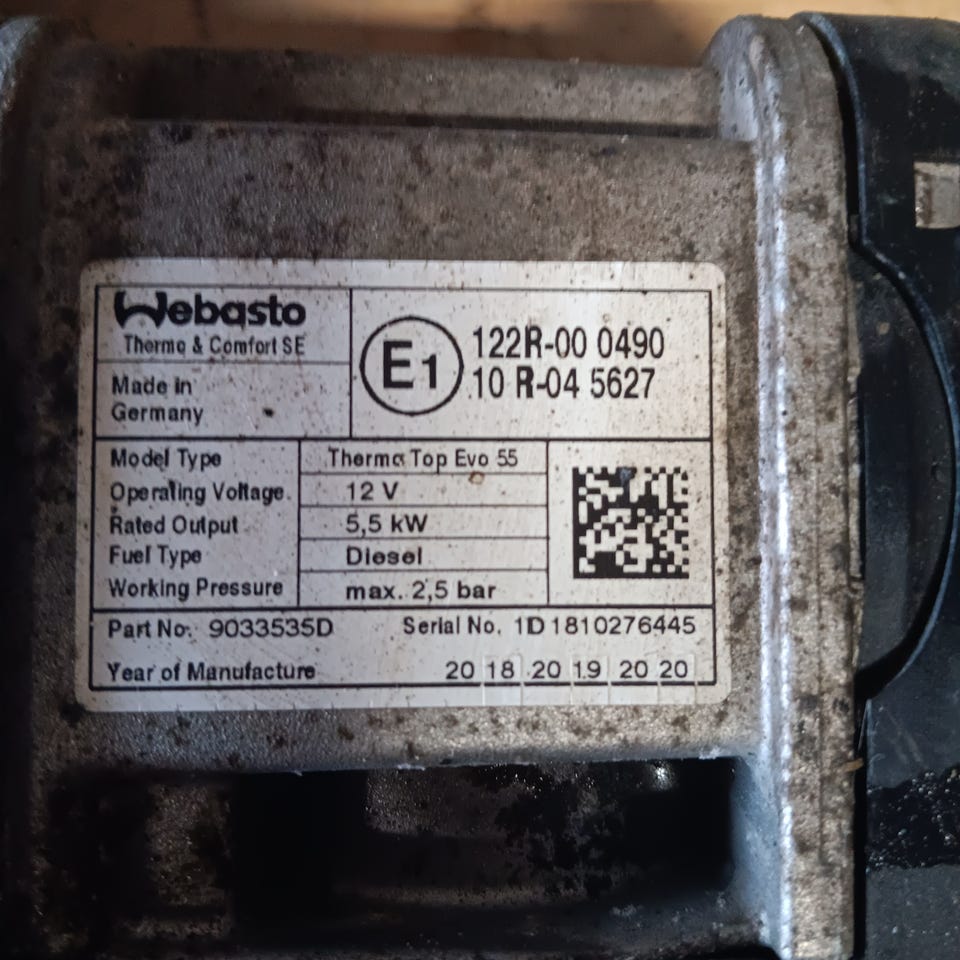 Webasto
Thermo & Comfort SE
Made in
Germany
E1
122R-00 0490
10 R-04 5627
Model Type Thermo Top Evo 55
Operating Voltage 12 V
Rated Output 5,5 kW
Fuel Type Diesel
Working Pressure max. 2,5 bar
Part No. 9033535D Serial No. 1D1810276445
Year of Manufacture 20 18 20 19 20 20